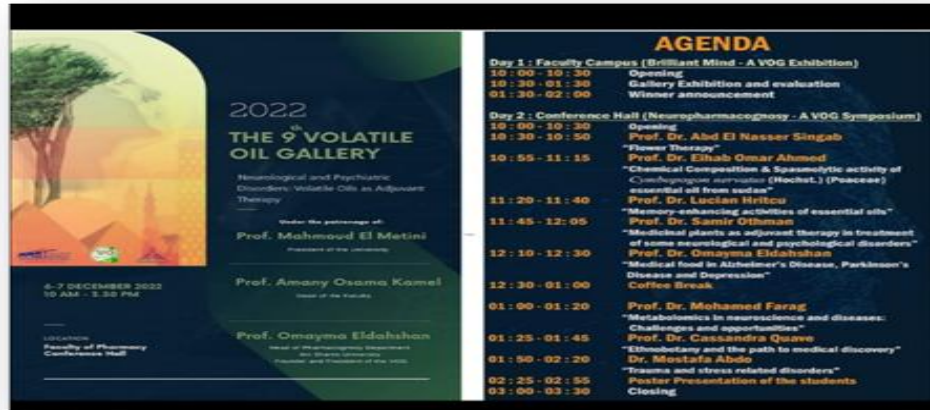 2022
THE 9th VOLATILE
OIL GALLERY
Neurological and Psychiatric
Disorders: Volatile Oils as Adjuvant
Therapy
Under the patronage of:
Prof. Mahmoud El Metini
President of the University
Prof. Amany Osama Kamel
Dean of the Faculty
Prof. Omayma Eldahshan
Head of Pharmacognosy Department
Ain Shams University
Founder and President of the VOG
6-7 DECEMBER 2022
10 AM - 3.30 PM
LOCATION
Faculty of Pharmacy
Conference Hall
AGENDA
Day 1 : Faculty Campus (Brilliant Mind - A VOG Exhibition)
10 : 00 - 10 : 30 Opening
10 : 30 - 01 : 30 Gallery Exhibition and evaluation
01 : 30 - 02 : 00 Winner announcement
Day 2 : Conference Hall (Neuropharmacognosy - A VOG Symposium)
10 : 00 - 10 : 30 Opening
10 : 30 - 10 : 50 Prof. Dr. Abd El Nasser Singab
"Flower Therapy"
10 : 55 - 11 : 15 Prof. Dr. Eihab Omar Ahmed
"Chemical Composition & Spasmolytic activity of
Cymbopogon nervatus (Hochst.) (Poaceae)
essential oil from sudan"
11 : 20 - 11 : 40 Prof. Dr. Lucian Hritcu
"Memory-enhancing activities of essential oils"
11 : 45 - 12 : 05 Prof. Dr. Samir Othman
"Medicinal plants as adjuvant therapy in treatment
of some neurological and psychological disorders"
12 : 10 - 12 : 30 Prof. Dr. Omayma Eldahshan
"Medical food in Alzheimer's Disease, Parkinson's
Disease and Depression"
12 : 30 - 01 : 00 Coffee Break
01 : 00 - 01 : 20 Prof. Dr. Mohamed Farag
"Metabolomics in neuroscience and diseases:
Challenges and opportunities"
01 : 25 - 01 : 45 Prof. Dr. Cassandra Quave
"Ethnobotany and the path to medical discovery"
01 : 50 - 02 : 20 Dr. Mostafa Abdo
"Trauma and stress related disorders"
02 : 25 - 02 : 55 Poster Presentation of the students
03 : 00 - 03 : 30 Closing